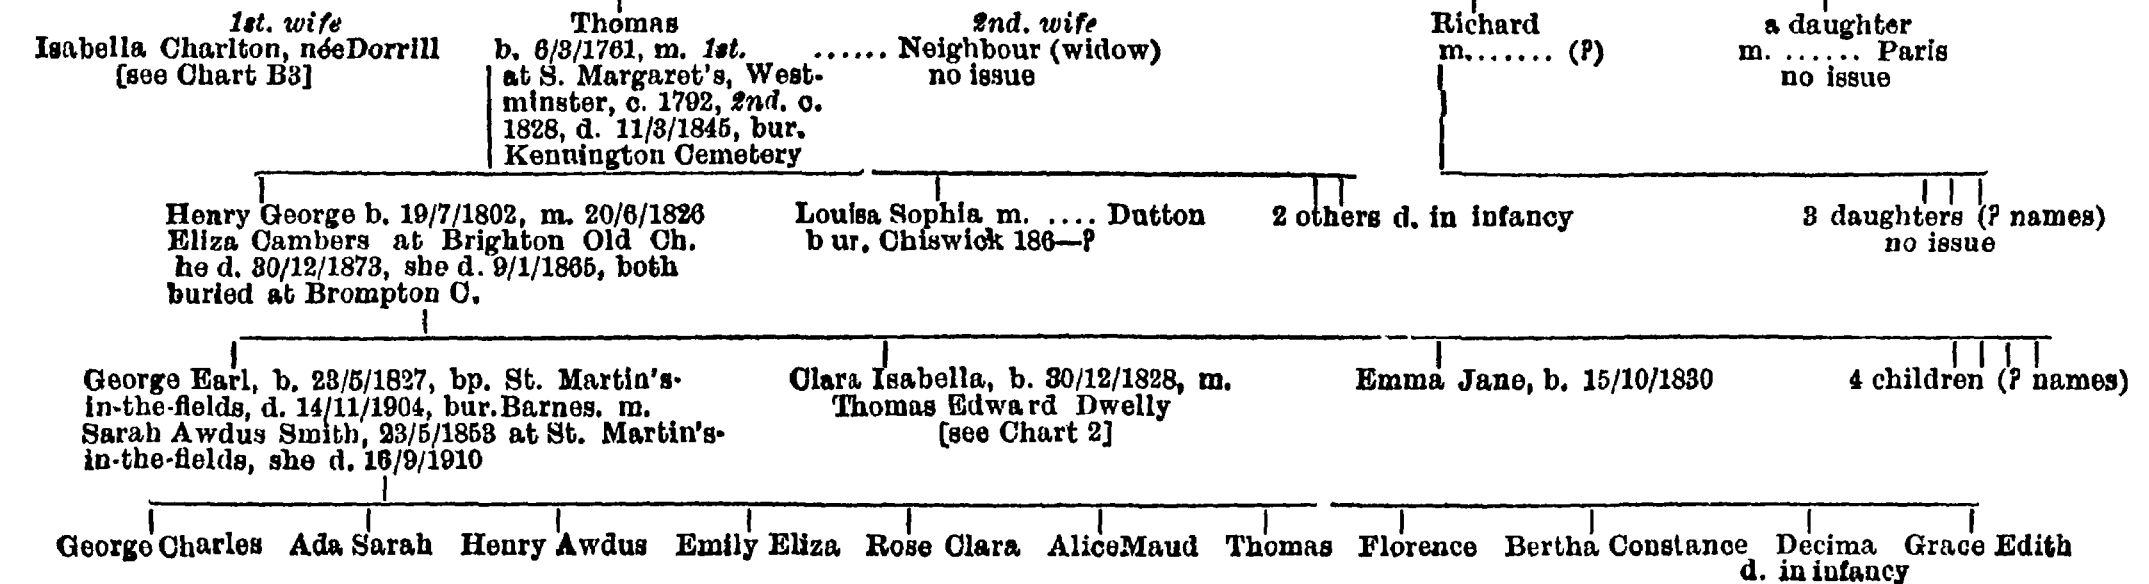 1st. wife
Isabella Charlton, née Dorrill
[see Chart B3]
Thomas
b. 6/3/1761, m. 1st.
at S. Margaret's, West-
minster, c. 1792, 2nd. c.
1828, d. 11/3/1845, bur.
Kennington Cemetery
2nd. wife
...... Neighbour (widow)
no issue
Richard
m....... (?)
a daughter
m. ...... Paris
no issue
Henry George b. 19/7/1802, m. 20/6/1826
Eliza Cambers at Brighton Old Ch.
he d. 30/12/1873, she d. 9/1/1865, both
buried at Brompton C.
Louisa Sophia m. .... Dutton
bur. Chiswick 186—?
2 others d. in infancy
3 daughters (? names)
no issue
George Earl, b. 23/5/1827, bp. St. Martin's-
in-the-fields, d. 14/11/1904, bur. Barnes. m.
Sarah Awdus Smith, 23/5/1853 at St. Martin's-
in-the-fields, she d. 16/9/1910
Clara Isabella, b. 30/12/1828, m.
Thomas Edward Dwelly
[see Chart 2]
Emma Jane, b. 15/10/1830
4 children (? names)
George Charles Ada Sarah Henry Awdus Emily Eliza Rose Clara Alice Maud Thomas Florence Bertha Constance Decima Grace Edith
d. in infancy